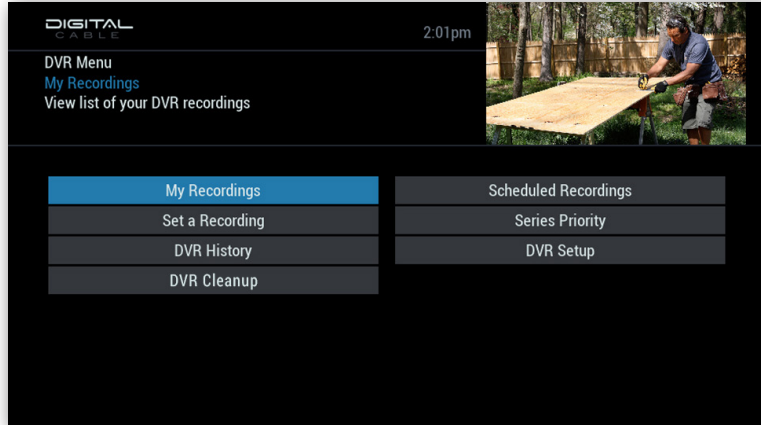 DIGITAL
CABLE
2:01pm
DVR Menu
My Recordings
View list of your DVR recordings
My Recordings
Scheduled Recordings
Set a Recording
Series Priority
DVR History
DVR Setup
DVR Cleanup